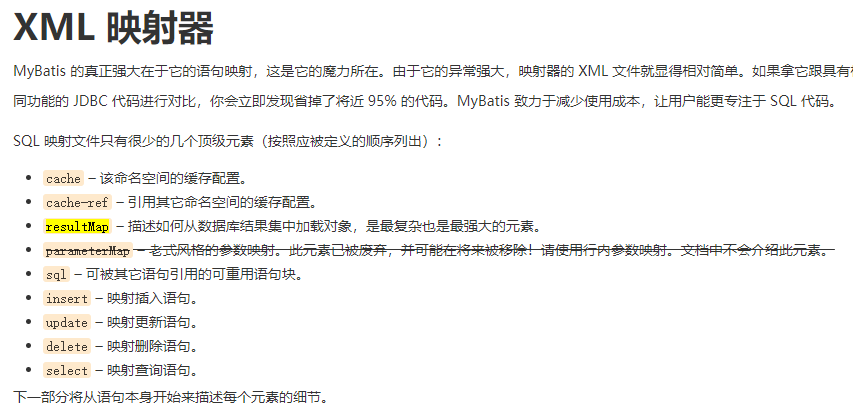 XML 映射器
MyBatis 的真正强大在于它的语句映射，这是它的魔力所在。由于它的异常强大，映射器的 XML 文件就显得相对简单。如果拿它跟具有
同功能的 JDBC 代码进行对比，你会立即发现省掉了将近 95% 的代码。MyBatis 致力于减少使用成本，让用户能更专注于 SQL 代码。
SQL 映射文件只有很少的几个顶级元素（按照应被定义的顺序列出）：
cache – 该命名空间的缓存配置。
cache-ref – 引用其它命名空间的缓存配置。
resultMap – 描述如何从数据库结果集中加载对象，是最复杂也是最强大的元素。
parameterMap – 老式风格的参数映射。此元素已被废弃，并可能在将来被移除！请使用行内参数映射。文档中不会介绍此元素。
sql – 可被其它语句引用的可重用语句块。
insert – 映射插入语句。
update – 映射更新语句。
delete – 映射删除语句。
select – 映射查询语句。
下一部分将从语句本身开始来描述每个元素的细节。